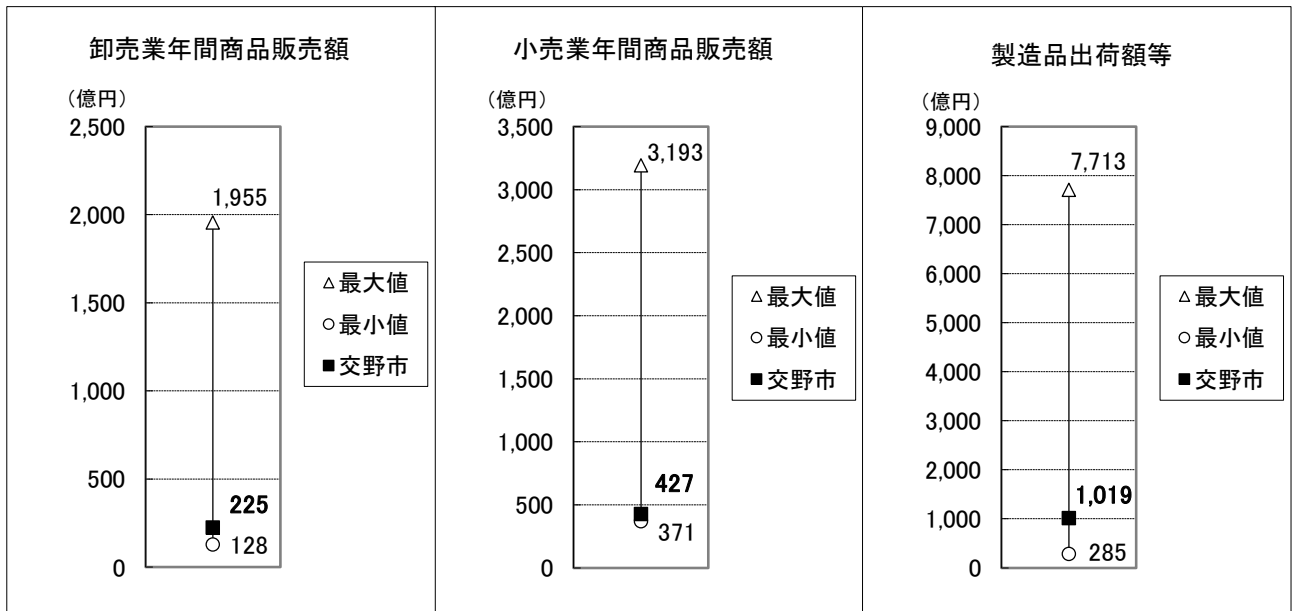 卸売業年間商品販売額
（億円）
2,500
2,000
1,500
1,000
500
0
1,955
225
128
△最大値
○最小値
■交野市
小売業年間商品販売額
（億円）
3,500
3,000
2,500
2,000
1,500
1,000
500
0
3,193
427
371
△最大値
○最小値
■交野市
製造品出荷額等
（億円）
9,000
8,000
7,000
6,000
5,000
4,000
3,000
2,000
1,000
0
7,713
1,019
285
△最大値
○最小値
■交野市